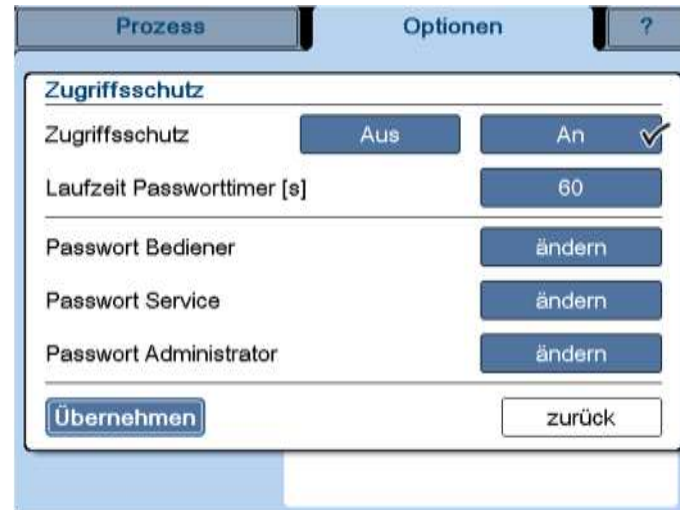 Prozess Optionen ?
Zugriffsschutz
Zugriffsschutz Aus An
Laufzeit Passworttimer [s] 60
Passwort Bediener ändern
Passwort Service ändern
Passwort Administrator ändern
Übernehmen zurück